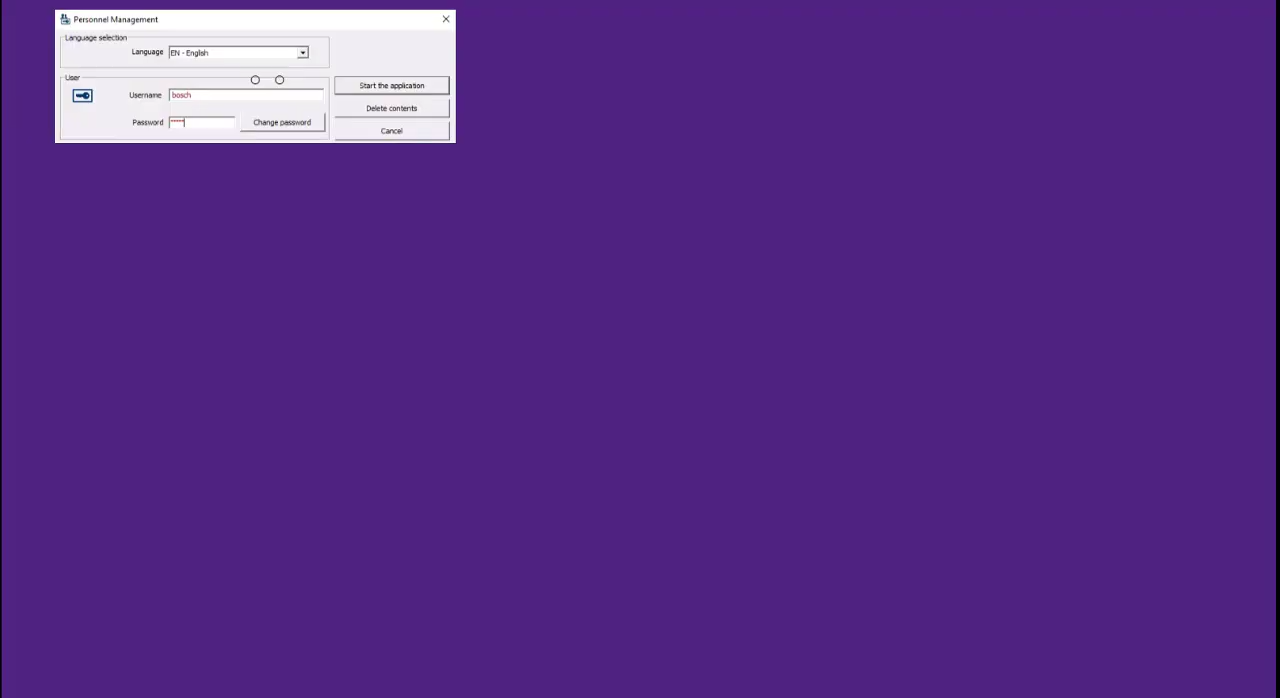 Personnel Management
Language selection
Language EN - English
User
Username bosch
Start the application
Delete contents
Password Change password
Cancel